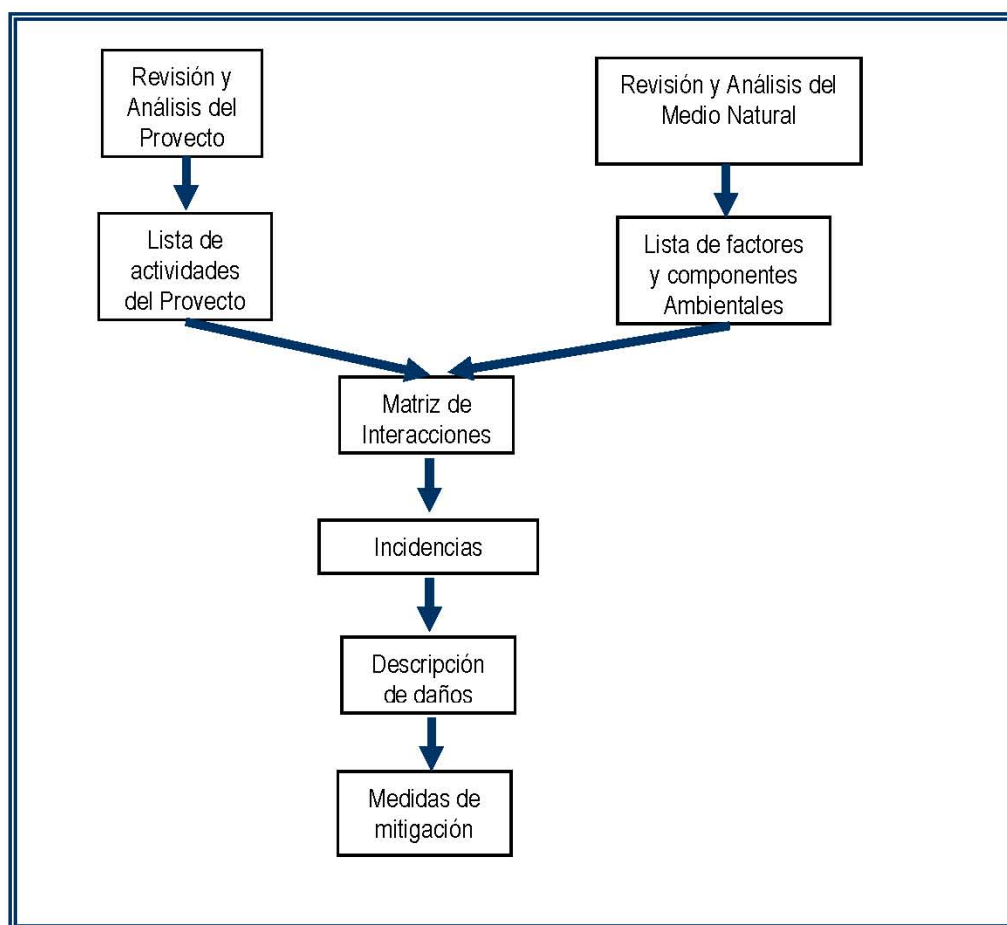 Revisión y
Análisis del
Provecto
Revisión y Análisis del
Medio Natural
Lista de
actividades
del Provecto
Lista de factores
y componentes
Ambientales
Matriz de
Interacciones
Incidencias
Descripción
de daños
Medidas de
mitigación